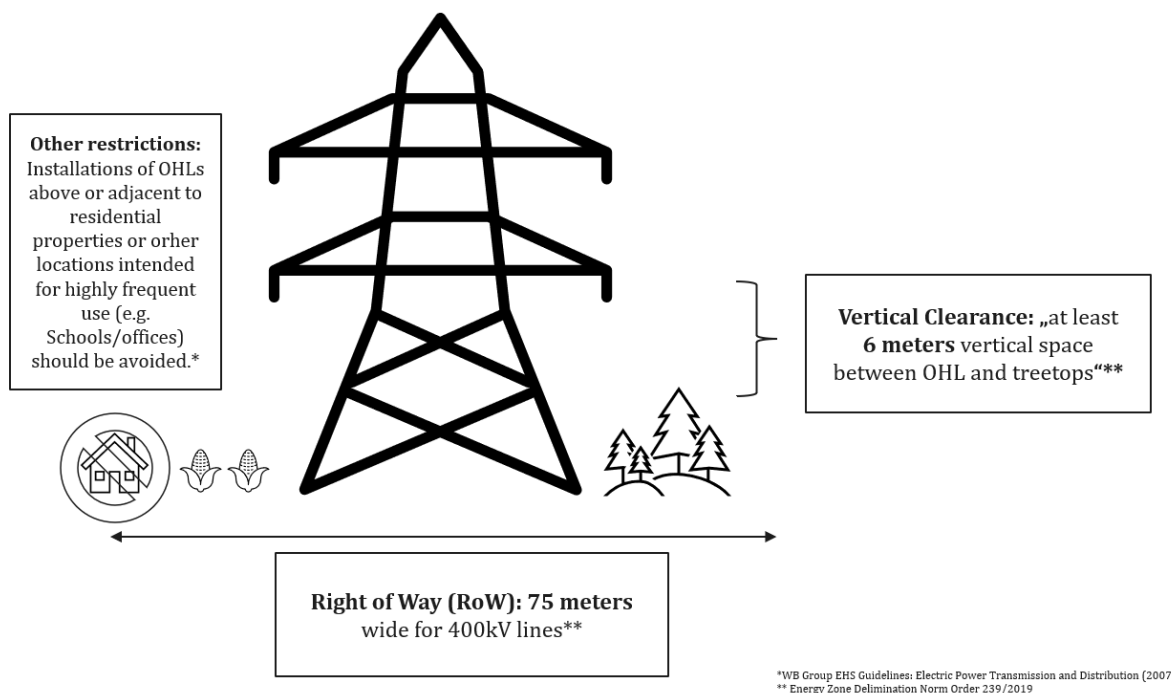 Other restrictions:
Installations of OHLs
above or adjacent to
residential
properties or orher
locations intended
for highly frequent
use (e.g.
Schools/offices)
should be avoided.*
Vertical Clearance: „at least
6 meters vertical space
between OHL and treetops“**
Right of Way (RoW): 75 meters
wide for 400kV lines**
*WB Group EHS Guidelines: Electric Power Transmission and Distribution (2007
** Energy Zone Delimination Norm Order 239/2019